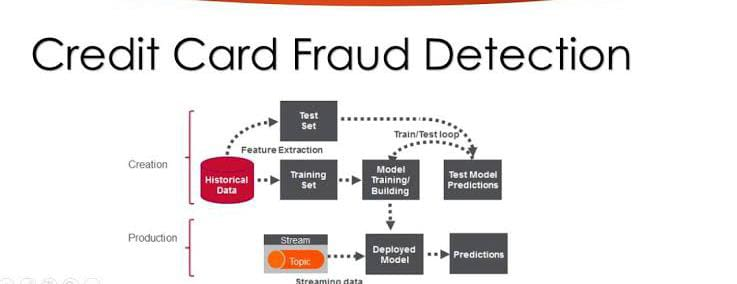 Credit Card Fraud Detection
Test
Set
Train/Test loop
Feature Extraction
Creation
Historical
Data
Training
Set
Model
Training/
Building
Test Model
Predictions
Production
Stream
Topic
Deployed
Model
Predictions
Streaming data